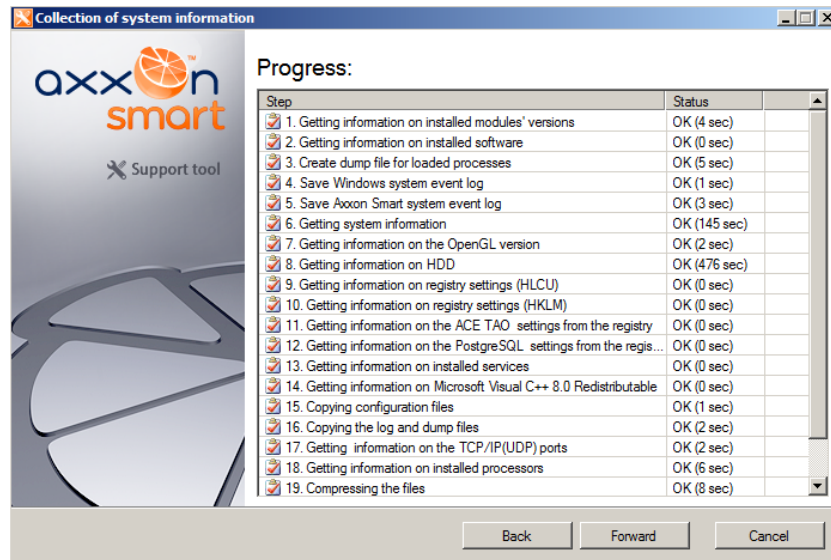 Collection of system information
axxon™
smart
Support tool
Progress:
Step Status
1. Getting information on installed modules' versions OK (4 sec)
2. Getting information on installed software OK (0 sec)
3. Create dump file for loaded processes OK (5 sec)
4. Save Windows system event log OK (1 sec)
5. Save Axxon Smart system event log OK (3 sec)
6. Getting system information OK (145 sec)
7. Getting information on the OpenGL version OK (2 sec)
8. Getting information on HDD OK (476 sec)
9. Getting information on registry settings (HLCU) OK (0 sec)
10. Getting information on registry settings (HKLM) OK (0 sec)
11. Getting information on the ACE TAO settings from the registry OK (0 sec)
12. Getting information on the PostgreSQL settings from the regis... OK (0 sec)
13. Getting information on installed services OK (0 sec)
14. Getting information on Microsoft Visual C++ 8.0 Redistributable OK (0 sec)
15. Copying configuration files OK (1 sec)
16. Copying the log and dump files OK (2 sec)
17. Getting information on the TCP/IP(UDP) ports OK (2 sec)
18. Getting information on installed processors OK (6 sec)
19. Compressing the files OK (8 sec)
Back Forward Cancel